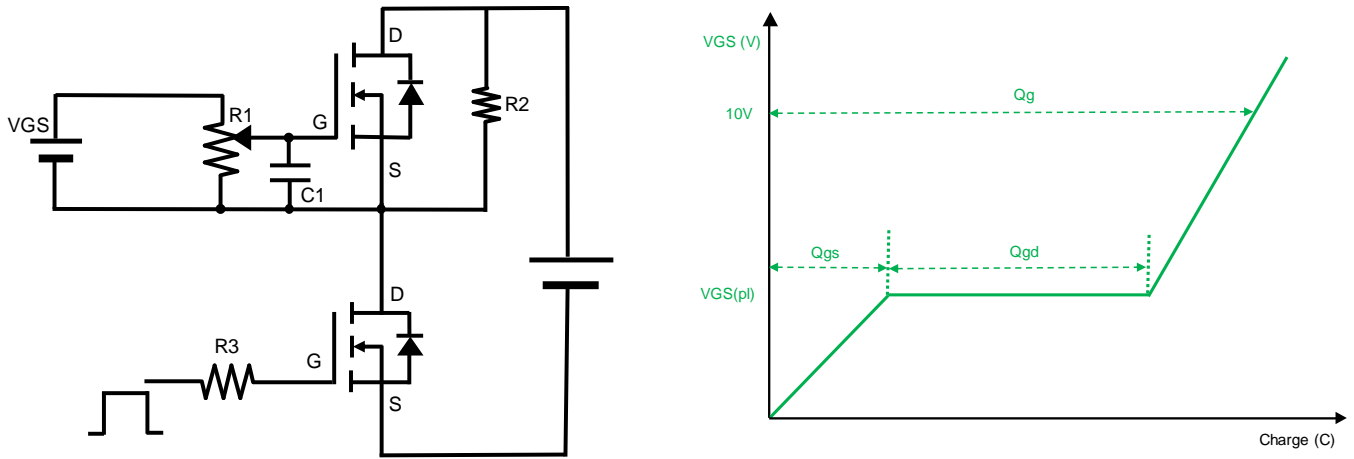 D
R1
R2
VGS
G
S
C1
D
R3
G
S
VGS (V)
Qg
10V
Qgs
Qgd
VGS(pl)
Charge (C)